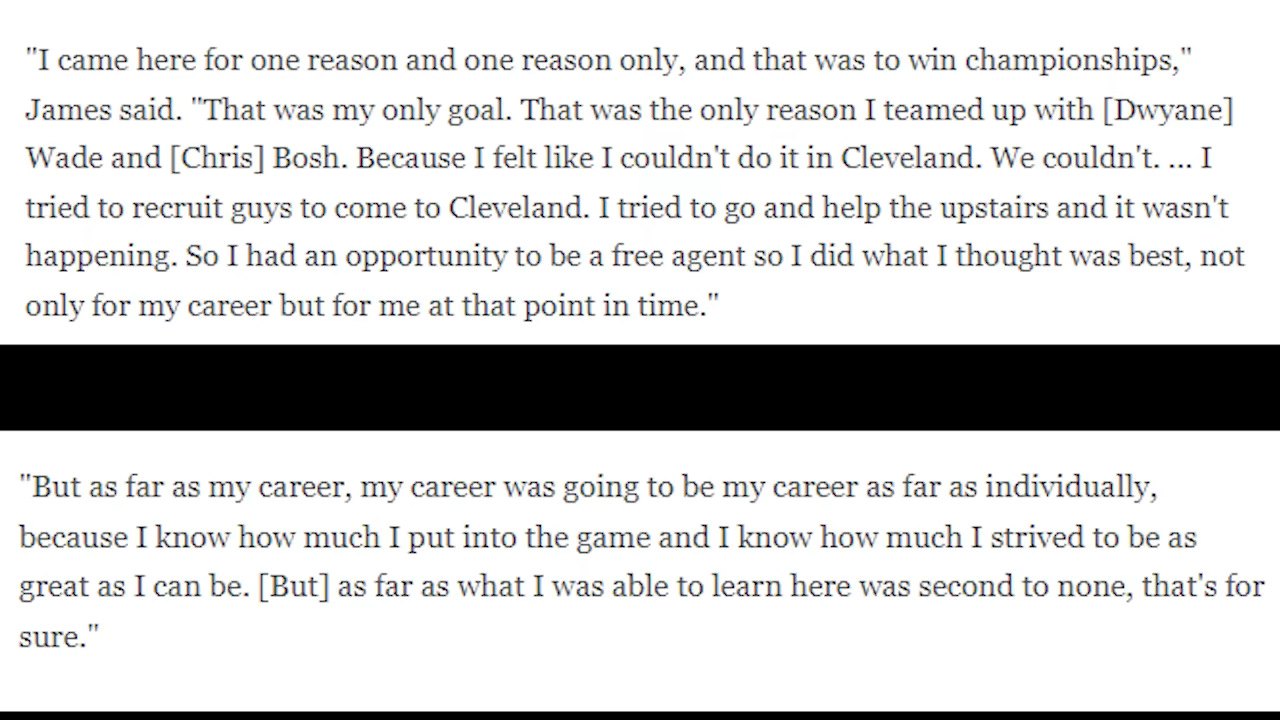 "I came here for one reason and one reason only, and that was to win championships,"
James said. "That was my only goal. That was the only reason I teamed up with [Dwyane]
Wade and [Chris] Bosh. Because I felt like I couldn't do it in Cleveland. We couldn't. ... I
tried to recruit guys to come to Cleveland. I tried to go and help the upstairs and it wasn't
happening. So I had an opportunity to be a free agent so I did what I thought was best, not
only for my career but for me at that point in time."
"But as far as my career, my career was going to be my career as far as individually,
because I know how much I put into the game and I know how much I strived to be as
great as I can be. [But] as far as what I was able to learn here was second to none, that's for
sure."